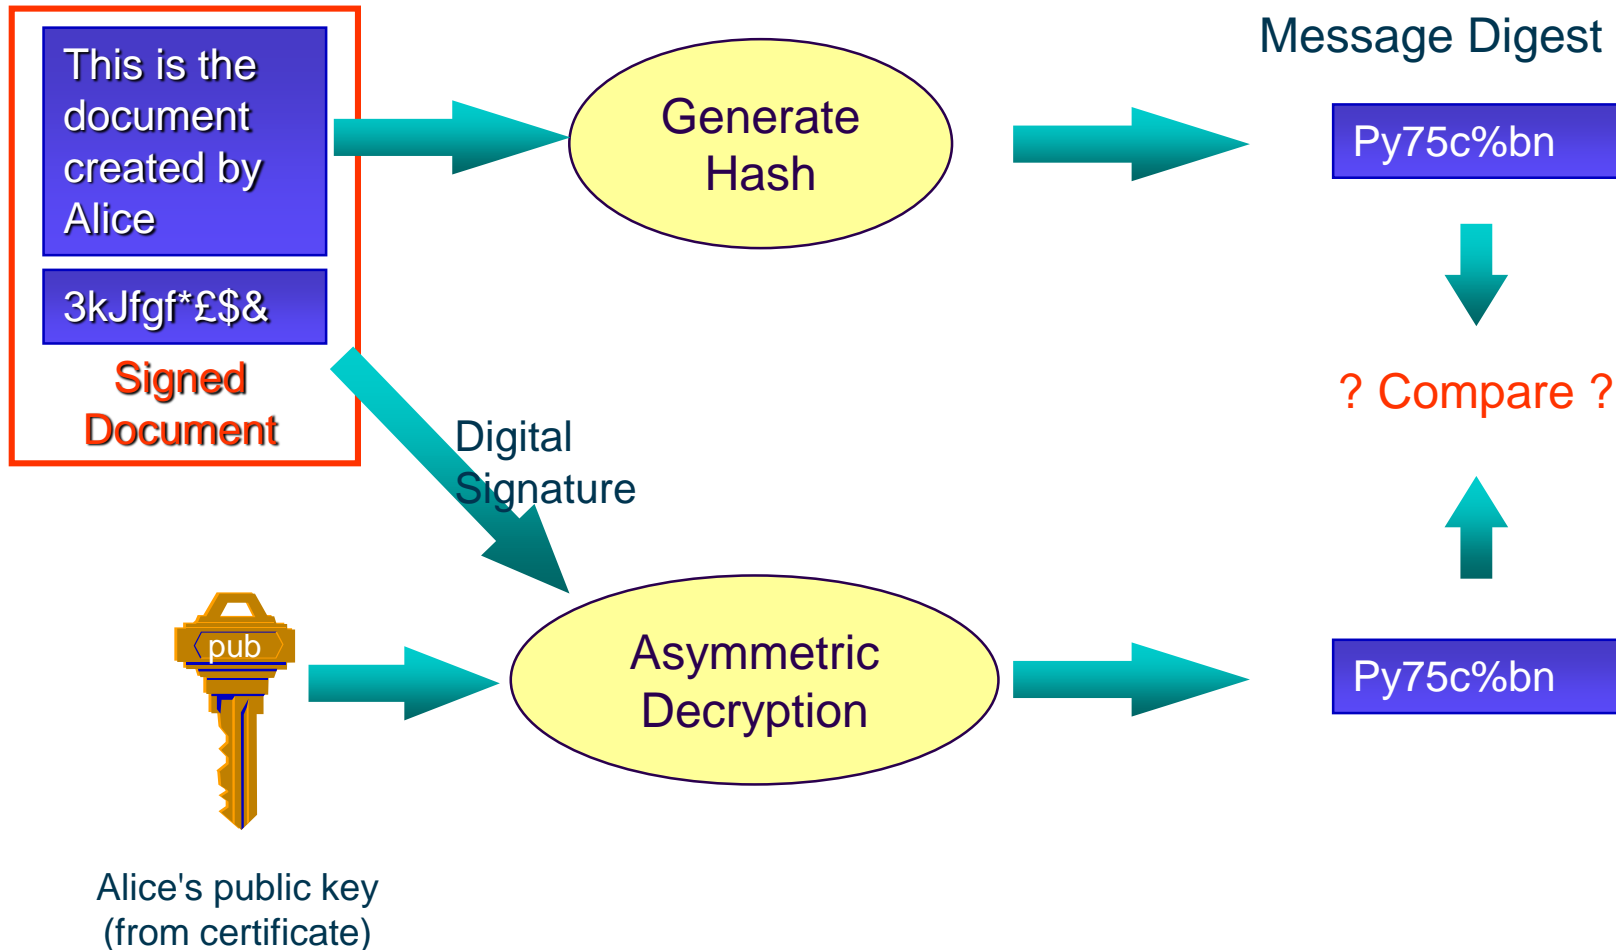 This is the
document
created by
Alice
3kJfgf*£$&
Signed
Document
Generate
Hash
Message Digest
Py75c%bn
? Compare ?
Digital
Signature
pub
Asymmetric
Decryption
Py75c%bn
Alice's public key
(from certificate)